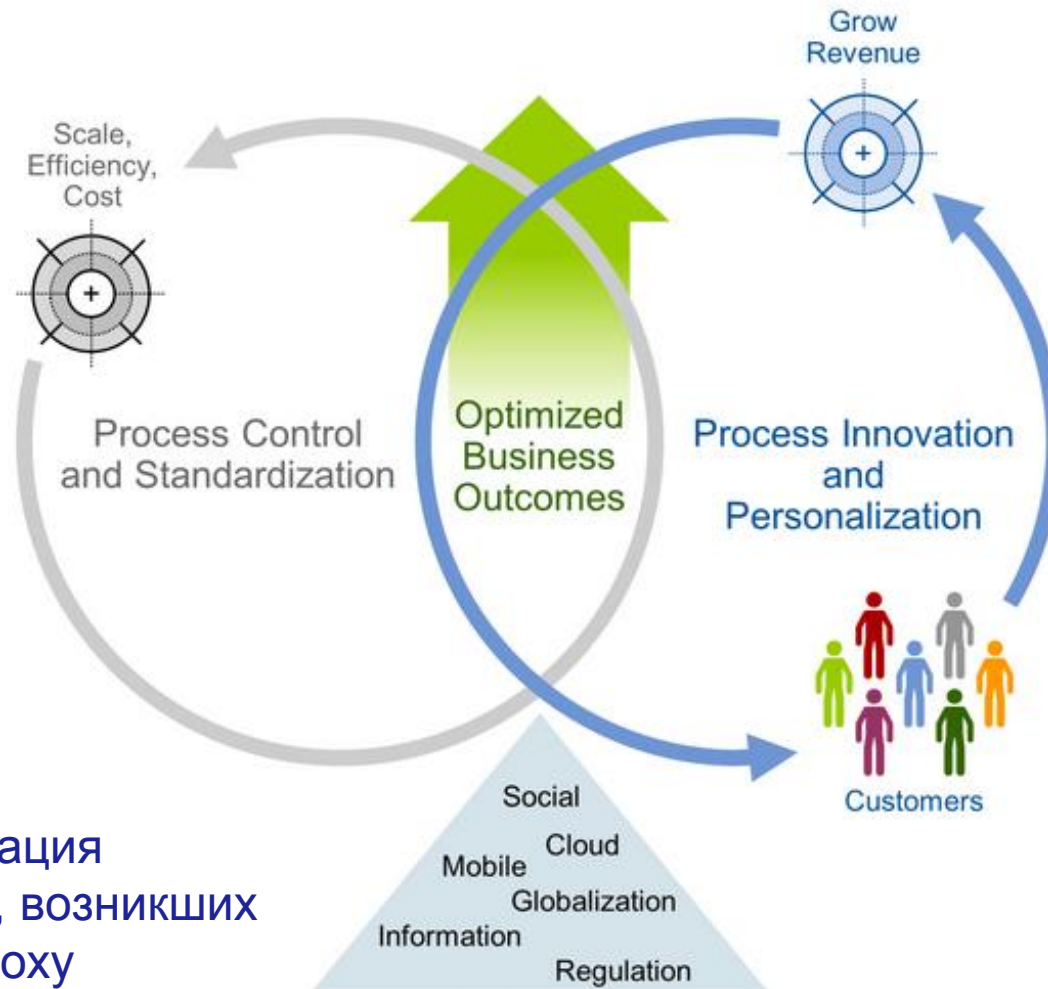 Grow
Revenue
Scale,
Efficiency,
Cost
Process Control
and Standardization
Optimized
Business
Outcomes
Process Innovation
and
Personalization
Customers
Social
Cloud
Mobile
Globalization
Information
Regulation
ация
, возникших
оху